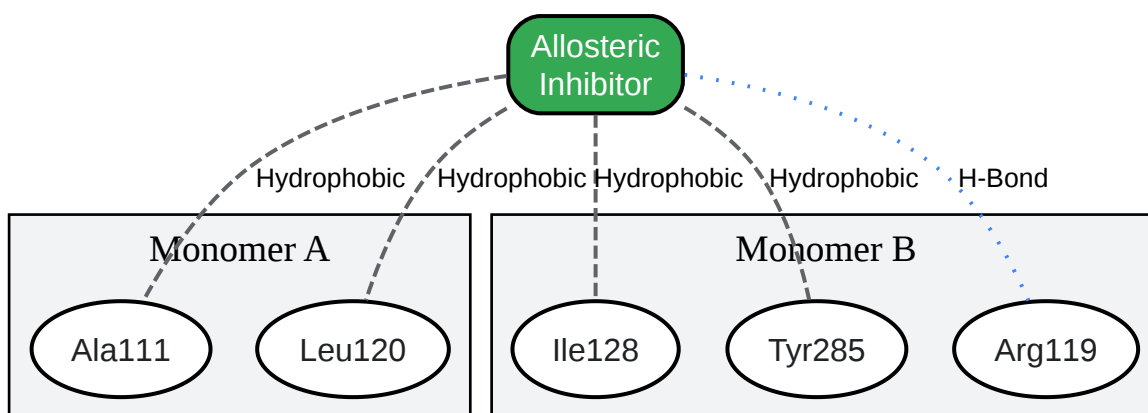 Allosteric
Inhibitor
Hydrophobic Hydrophobic Hydrophobic Hydrophobic H-Bond
Monomer A Monomer B
Ala111 Leu120 Ile128 Tyr285 Arg119